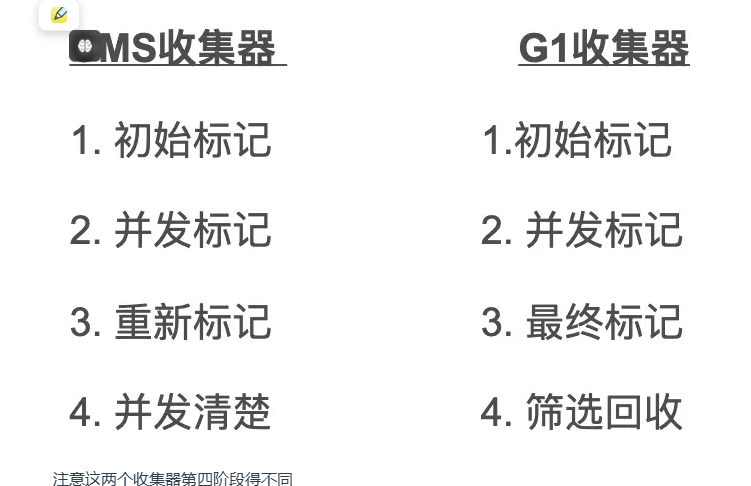 MS收集器 G1收集器
1. 初始标记 1.初始标记
2. 并发标记 2. 并发标记
3. 重新标记 3. 最终标记
4. 并发清楚 4. 筛选回收
注意这两个收集器第四阶段得不同